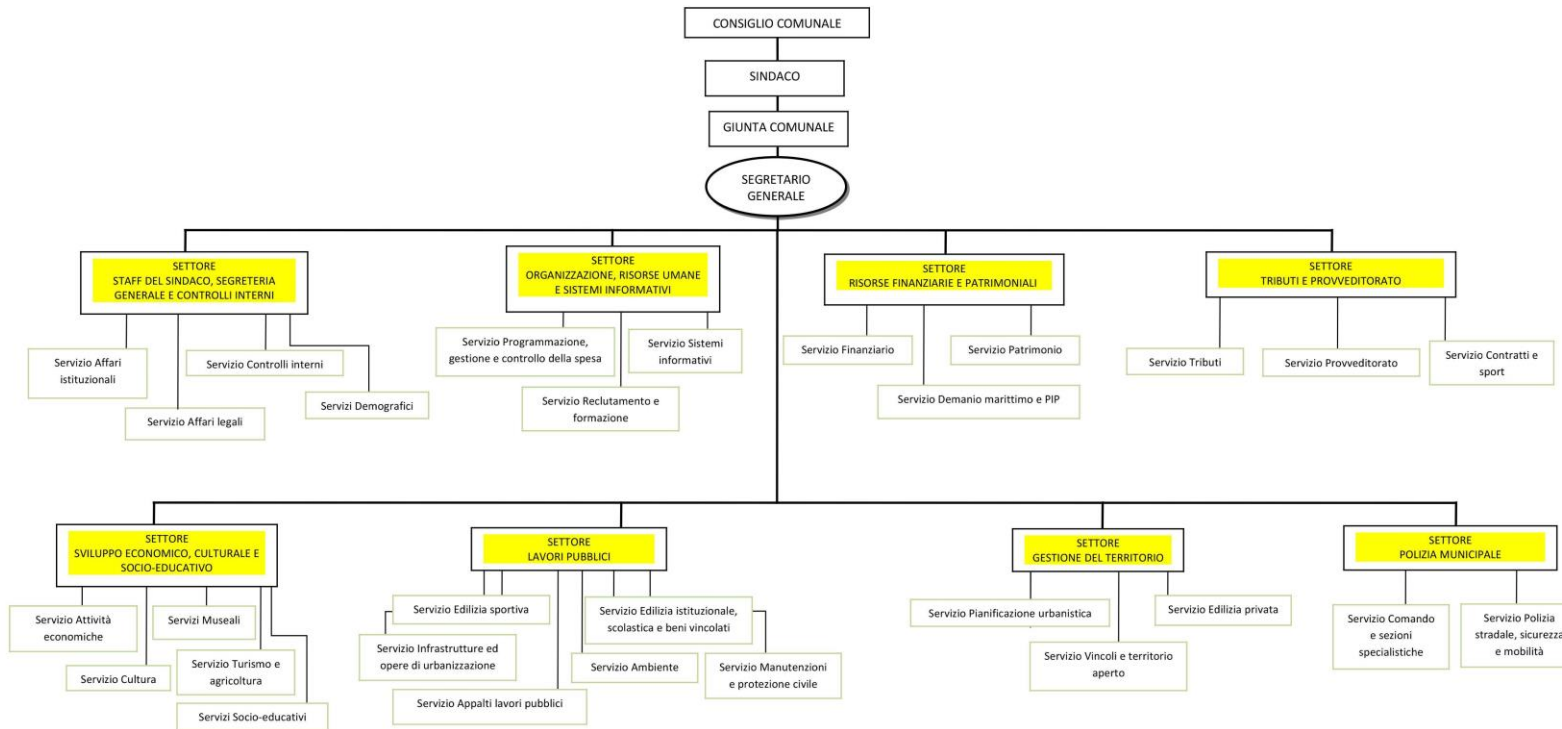 CONSIGLIO COMUNALE
SINDACO
GIUNTA COMUNALE
SEGRETARIO
GENERALE
SETTORE
STAFF DEL SINDACO, SEGRETERIA
GENERALE E CONTROLLI INTERNI
SETTORE
ORGANIZZAZIONE, RISORSE UMANE
E SISTEMI INFORMATIVI
SETTORE
RISORSE FINANZIARIE E PATRIMONIALI
SETTORE
TRIBUTI E PROVVEDITORATO
Servizio Affari
istituzionali
Servizio Affari legali
Servizio Controlli interni
Servizi Demografici
Servizio Programmazione,
gestione e controllo della spesa
Servizio Reclutamento e
formazione
Servizio Sistemi
informativi
Servizio Finanziario
Servizio Demanio marittimo e PIP
Servizio Patrimonio
Servizio Tributi
Servizio Provveditorato
Servizio Contratti e
sport
SETTORE
SVILUPPO ECONOMICO, CULTURALE E
SOCIO-EDUCATIVO
SETTORE
LAVORI PUBBLICI
SETTORE
GESTIONE DEL TERRITORIO
SETTORE
POLIZIA MUNICIPALE
Servizio Attività
economiche
Servizio Cultura
Servizi Museali
Servizio Turismo e
agricoltura
Servizi Socio-educativi
Servizio Edilizia sportiva
Servizio Infrastrutture ed
opere di urbanizzazione
Servizio Appalti lavori pubblici
Servizio Ambiente
Servizio Edilizia istituzionale,
scolastica e beni vincolati
Servizio Manutenzioni
e protezione civile
Servizio Pianificazione urbanistica
Servizio Vincoli e territorio
aperto
Servizio Edilizia privata
Servizio Comando
e sezioni
specialistiche
Servizio Polizia
stradale, sicurezza
e mobilità